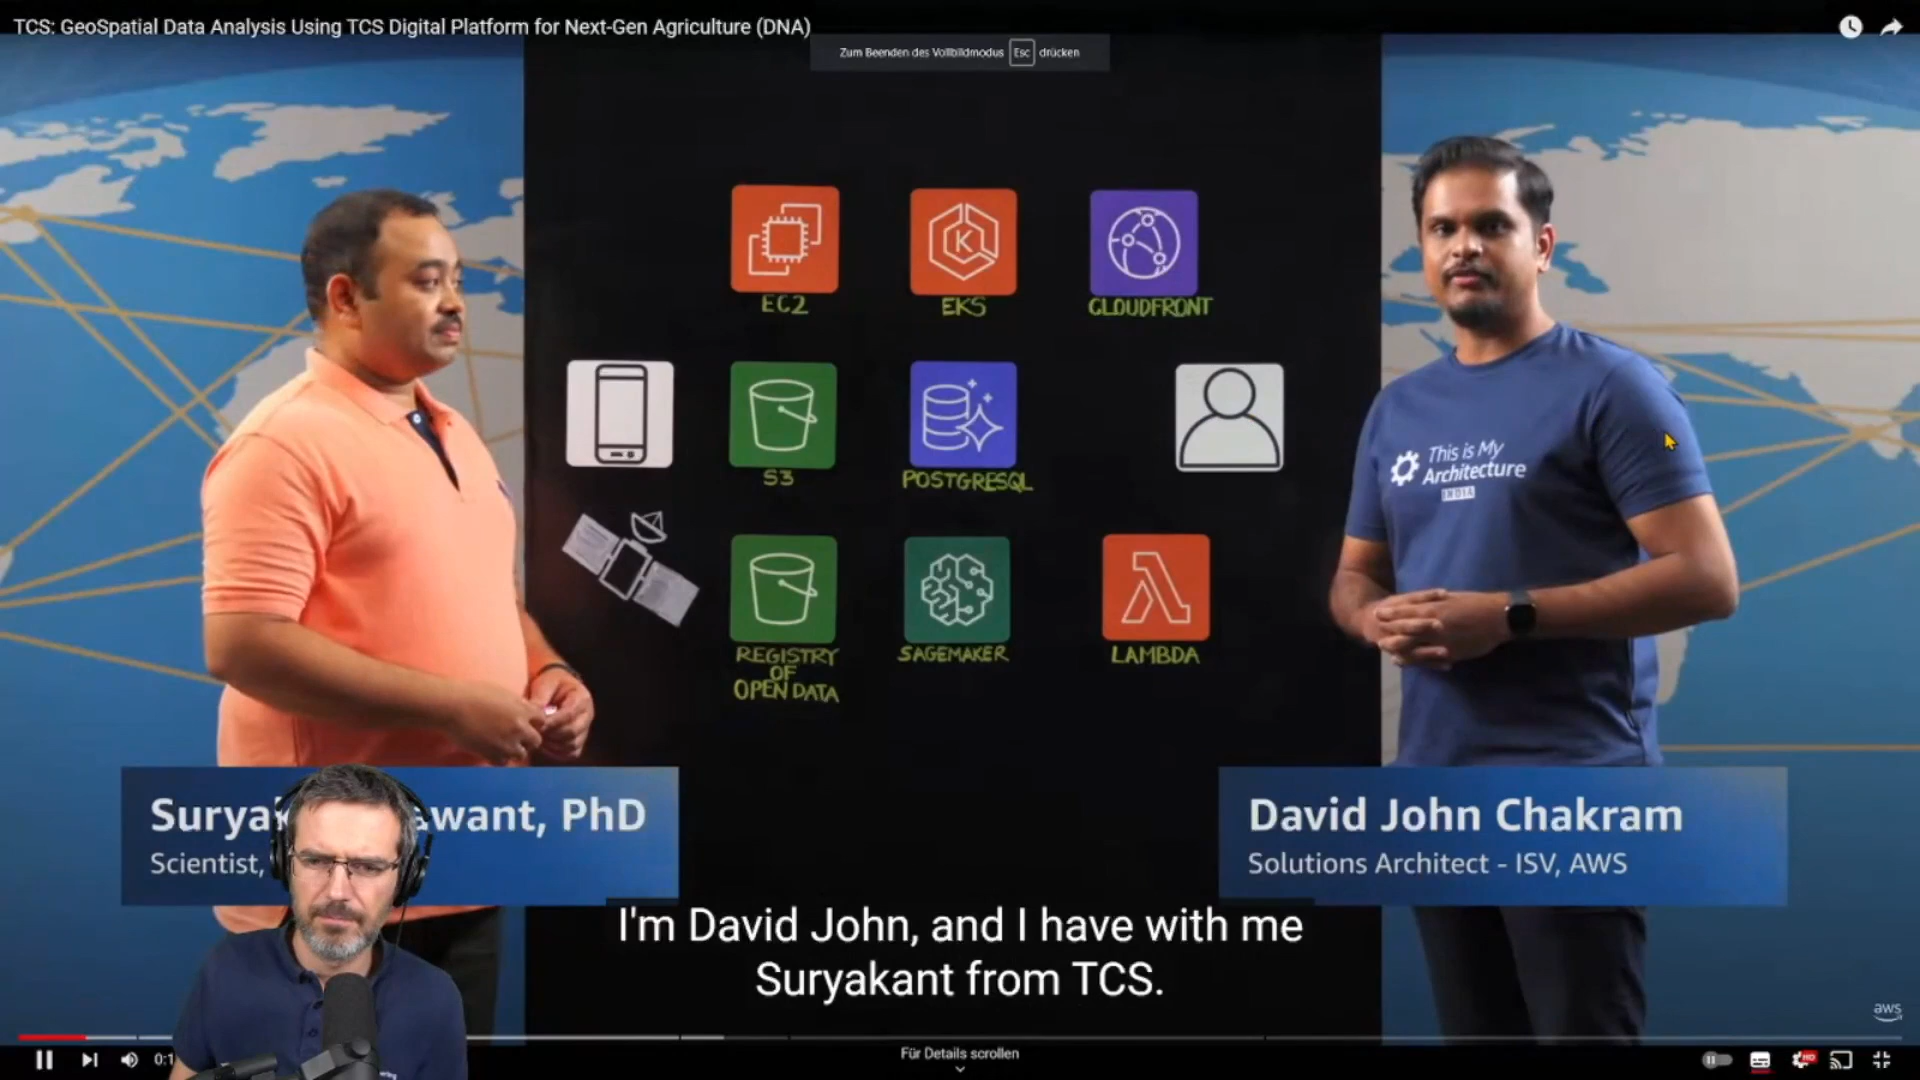 TCS: GeoSpatial Data Analysis Using TCS Digital Platform for Next-Gen Agriculture (DNA)
Zum Beenden des Vollbildmodus Esc drücken
EC2
EKS
CLOUDFRONT
S3
POSTGRESQL
This is My
Architecture
INDIA
REGISTRY
OF
OPEN DATA
SAGEMAKER
LAMBDA
PhD
Scientist,
David John Chakram
Solutions Architect - ISV, AWS
I'm David John, and I have with me
Suryakant from TCS.
aws
Für Details scrollen
HD